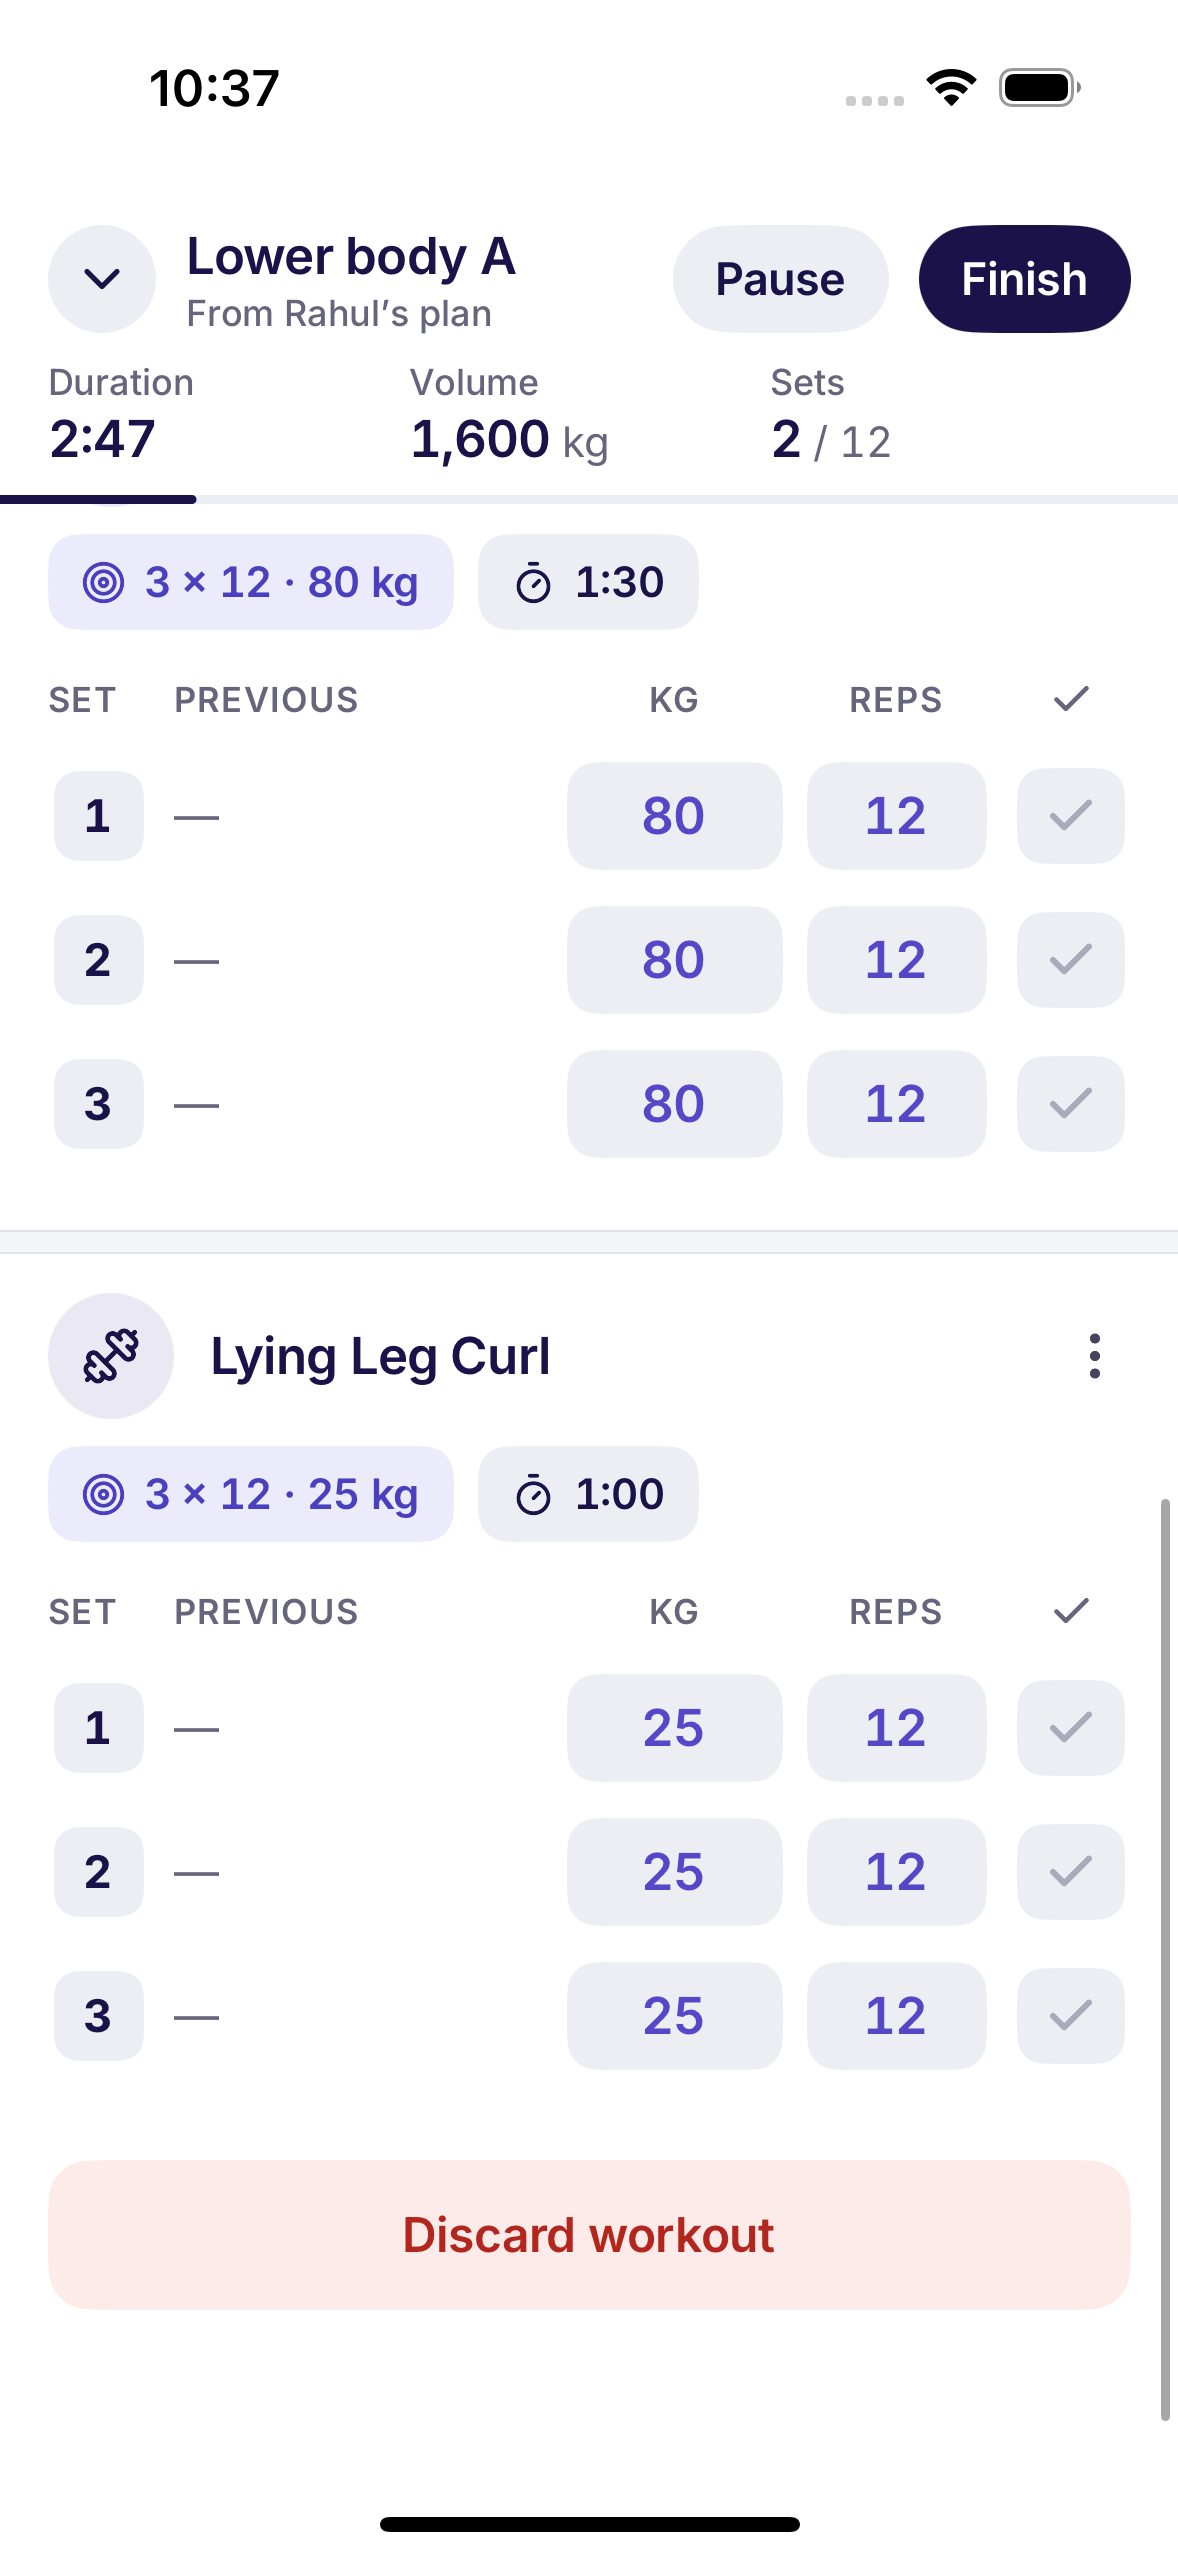 10:37
Lower body A
From Rahul’s plan
Pause
Finish
Duration
Volume
Sets
2:47
1,600 kg
2 / 12
3 × 12 · 80 kg
1:30
SET PREVIOUS KG REPS
1 — 80 12
2 — 80 12
3 — 80 12
Lying Leg Curl
3 × 12 · 25 kg
1:00
SET PREVIOUS KG REPS
1 — 25 12
2 — 25 12
3 — 25 12
Discard workout